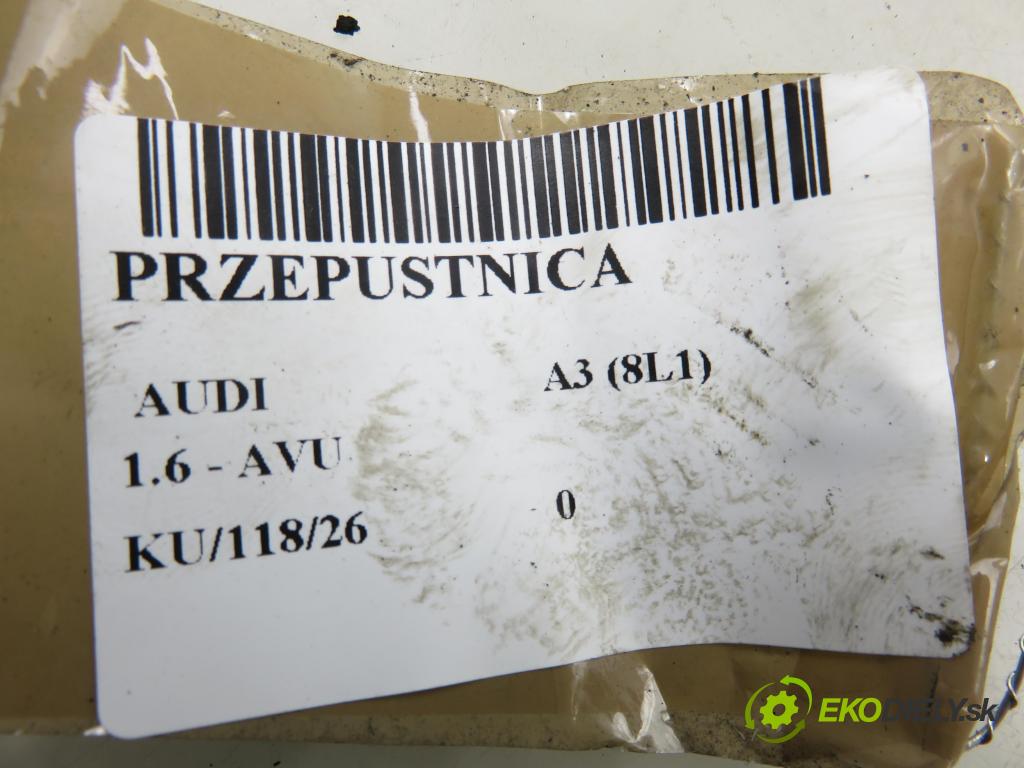 PRZEPUSTNICA
AUDI A3 (8L1)
1.6 - AVU
KU/118/26 0
EKODIELY.sk